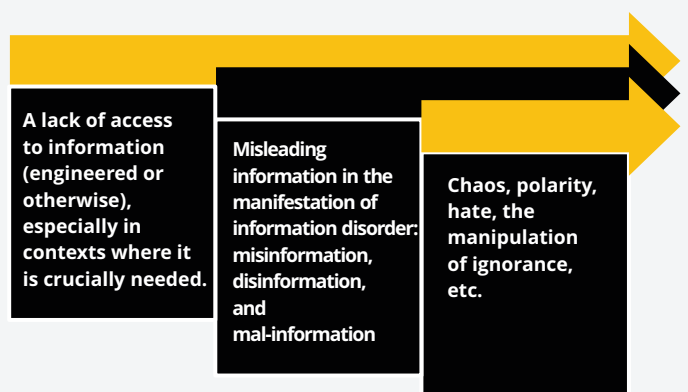 A lack of access
to information
(engineered or
otherwise),
especially in
contexts where it
is crucially needed.
Misleading
information in the
manifestation of
information disorder:
misinformation,
disinformation,
and
mal-information
Chaos, polarity,
hate, the
manipulation
of ignorance,
etc.